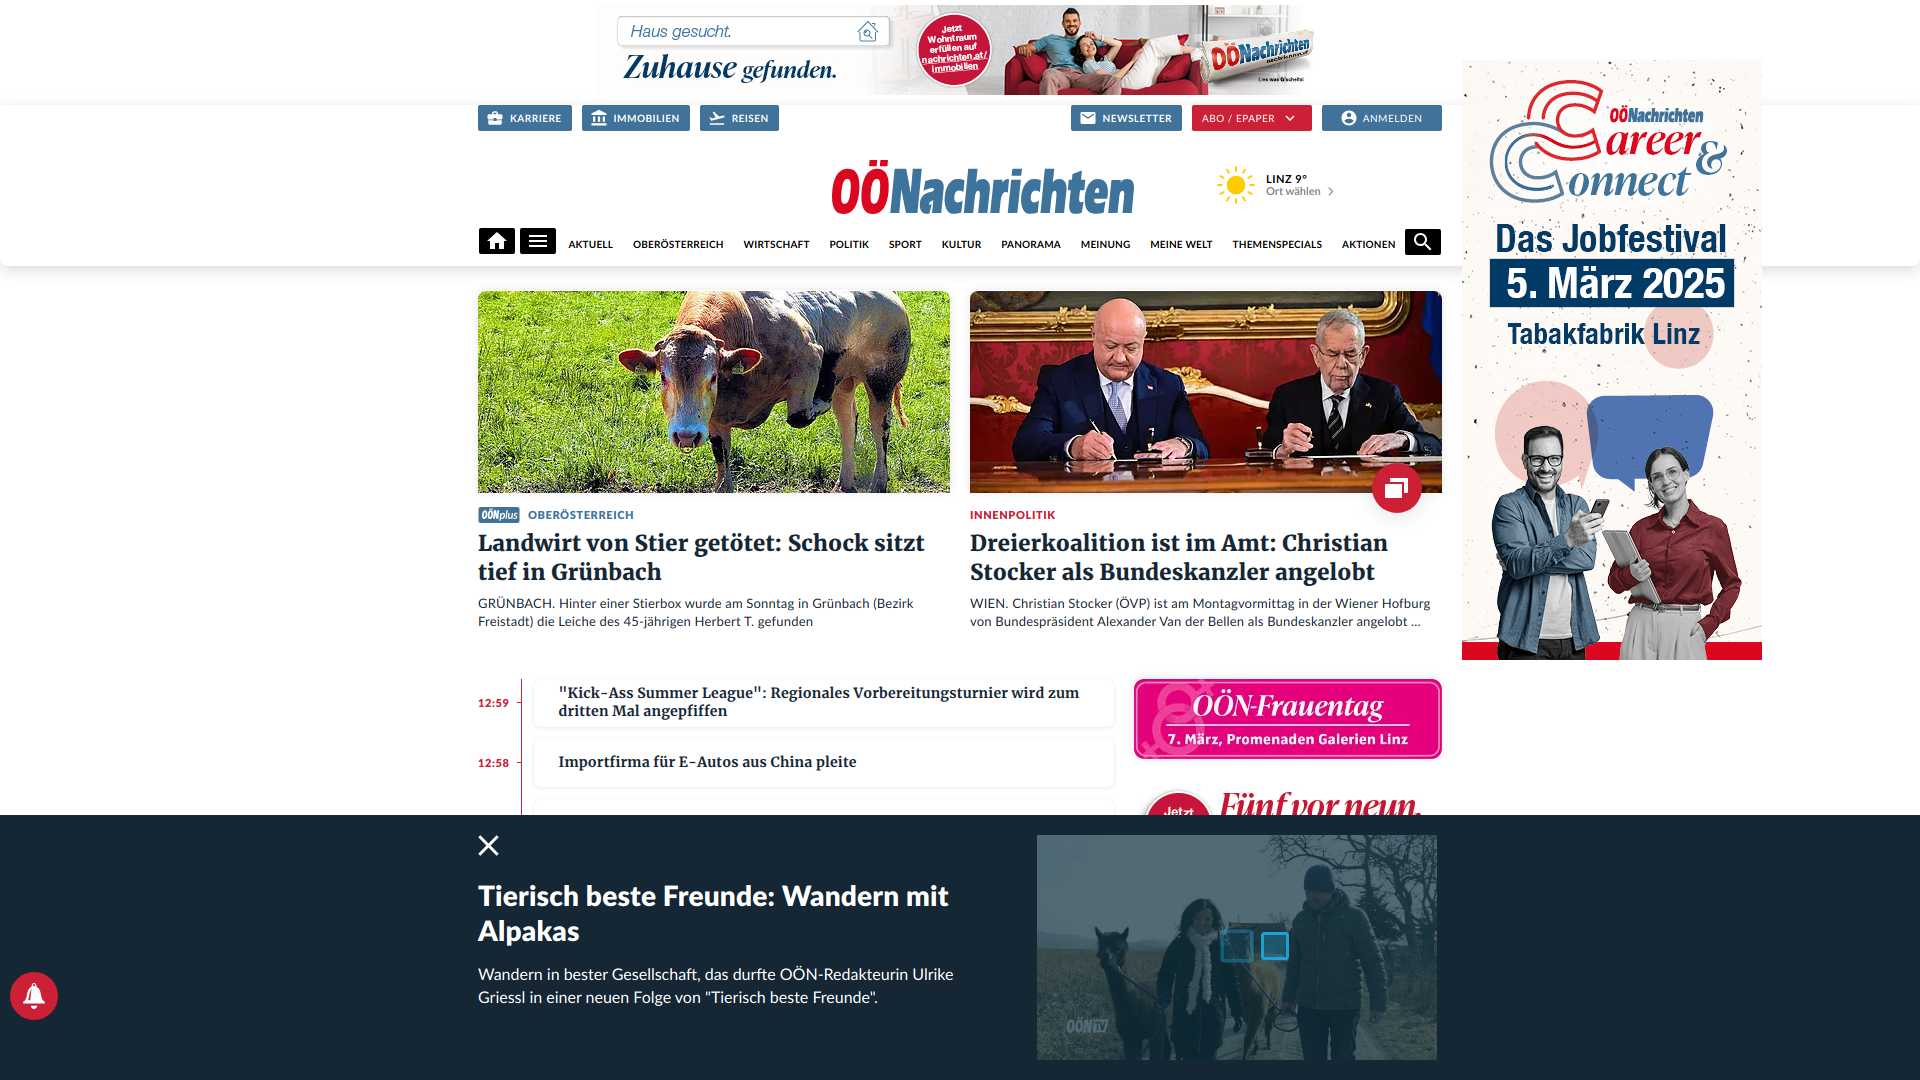 Haus gesucht.
Zuhause gefunden.
Jetzt
Wohntraum
erfüllen auf
nachrichten.at/
immobilien
OÖNachrichten
Lies was G'scheits!
KARRIERE
IMMOBILIEN
REISEN
NEWSLETTER
ABO / EPAPER
ANMELDEN
OÖNachrichten
LINZ 9°
Ort wählen
AKTUELL
OBERÖSTERREICH
WIRTSCHAFT
POLITIK
SPORT
KULTUR
PANORAMA
MEINUNG
MEINE WELT
THEMENSPECIALS
AKTIONEN
OÖNachrichten
Career &
Connect
Das Jobfestival
5. März 2025
Tabakfabrik Linz
OÖNplus OBERÖSTERREICH
Landwirt von Stier getötet: Schock sitzt
tief in Grünbach
GRÜNBACH. Hinter einer Stierbox wurde am Sonntag in Grünbach (Bezirk
Freistadt) die Leiche des 45-jährigen Herbert T. gefunden
INNENPOLITIK
Dreierkoalition ist im Amt: Christian
Stocker als Bundeskanzler angelobt
WIEN. Christian Stocker (ÖVP) ist am Montagvormittag in der Wiener Hofburg
von Bundespräsident Alexander Van der Bellen als Bundeskanzler angelobt ...
12:59
"Kick-Ass Summer League": Regionales Vorbereitungsturnier wird zum
dritten Mal angepfiffen
12:58
Importfirma für E-Autos aus China pleite
OÖN-Frauentag
7. März, Promenaden Galerien Linz
Jetzt
Fünf vor neun.
Tierisch beste Freunde: Wandern mit
Alpakas
Wandern in bester Gesellschaft, das durfte OÖN-Redakteurin Ulrike
Griessl in einer neuen Folge von "Tierisch beste Freunde".
OÖNTV